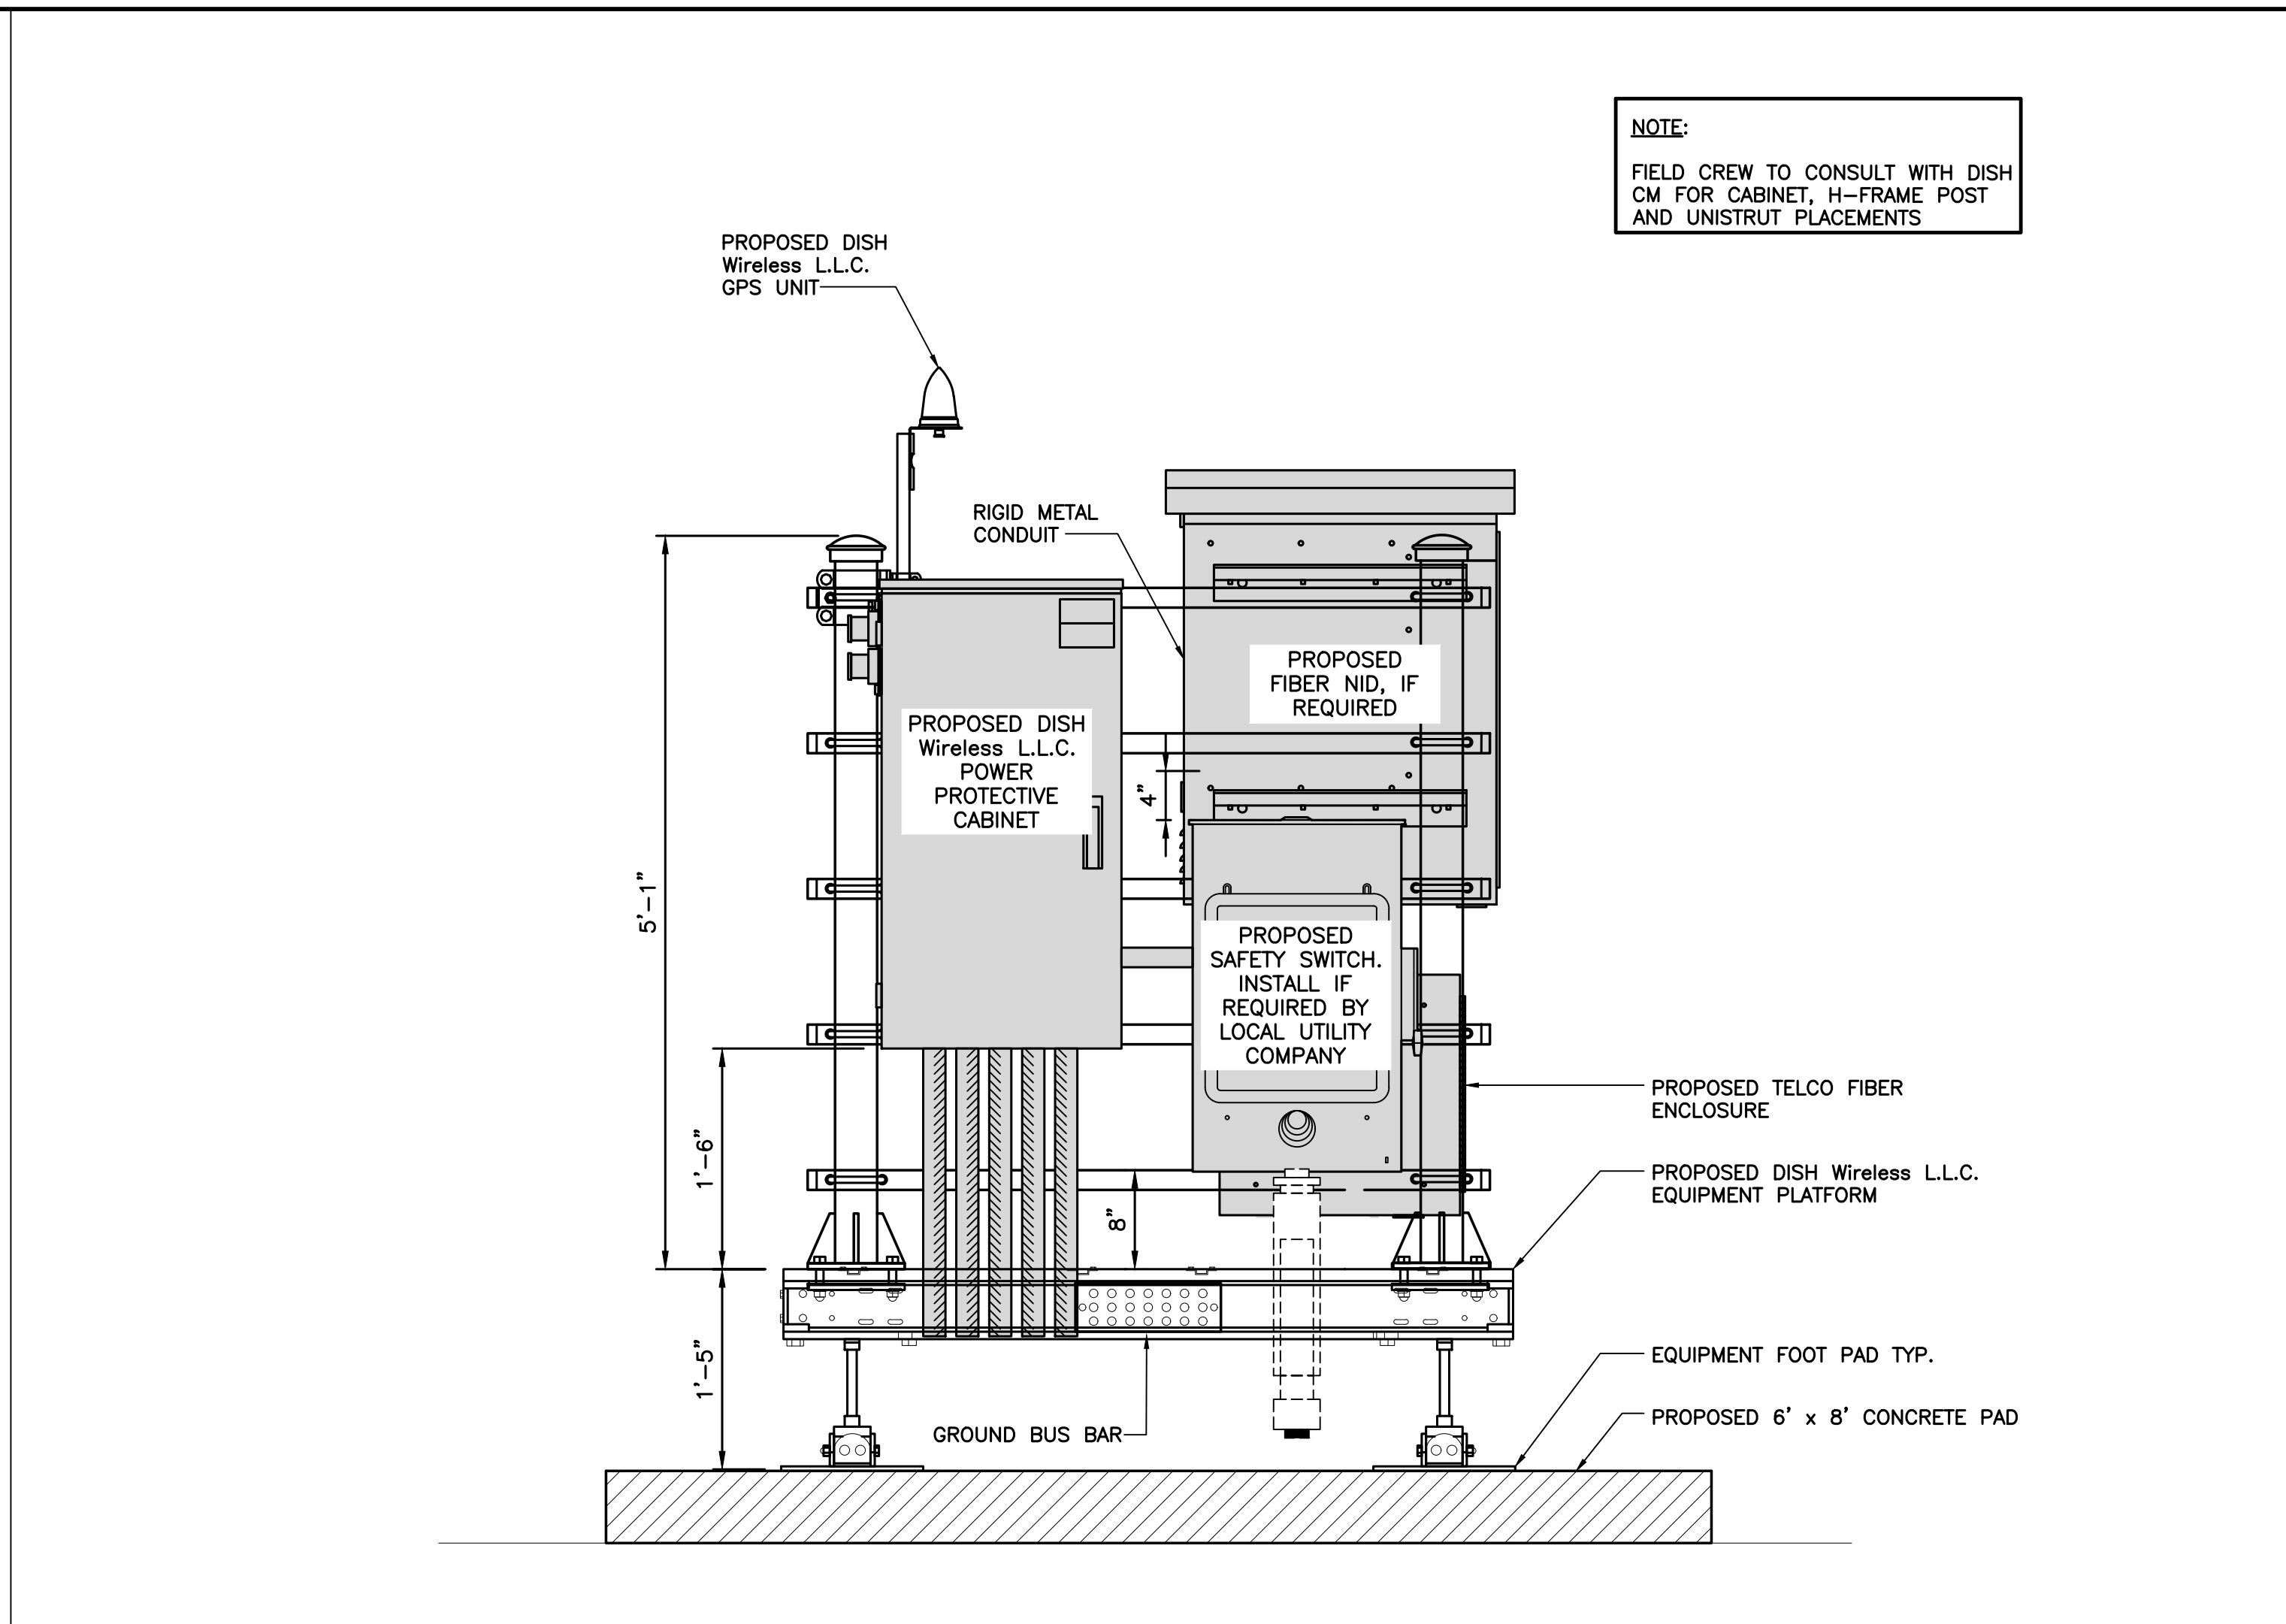 NOTE:
FIELD CREW TO CONSULT WITH DISH
CM FOR CABINET, H-FRAME POST
AND UNISTRUT PLACEMENTS
PROPOSED DISH
Wireless L.L.C.
GPS UNIT
RIGID METAL
CONDUIT
PROPOSED
FIBER NID, IF
REQUIRED
PROPOSED DISH
Wireless L.L.C.
POWER
PROTECTIVE
CABINET
4"
5'-1"
PROPOSED
SAFETY SWITCH.
INSTALL IF
REQUIRED BY
LOCAL UTILITY
COMPANY
PROPOSED TELCO FIBER
ENCLOSURE
1'-6"
PROPOSED DISH Wireless L.L.C.
EQUIPMENT PLATFORM
8"
1'-5"
EQUIPMENT FOOT PAD TYP.
PROPOSED 6' x 8' CONCRETE PAD
GROUND BUS BAR